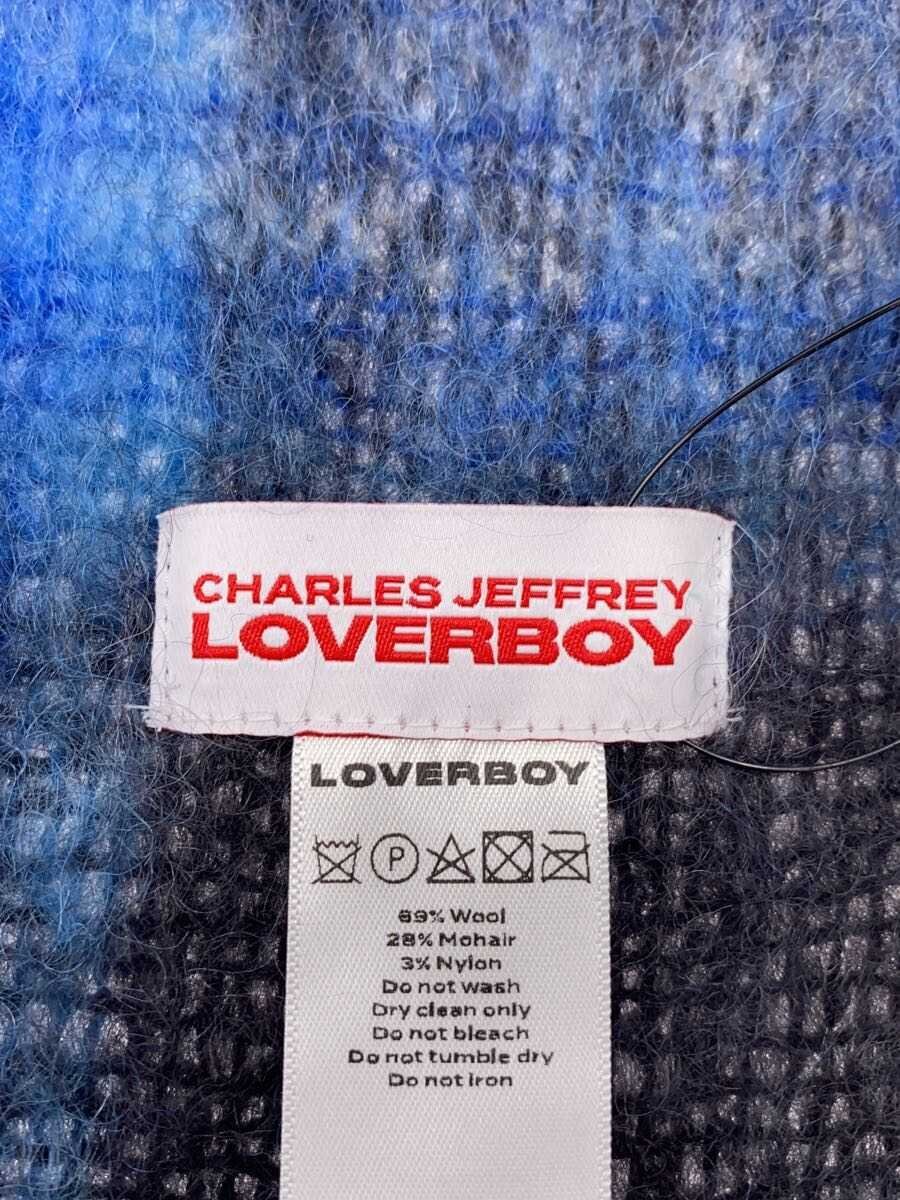 CHARLES JEFFREY
LOVERBOY
LOVERBOY
P
69% Wool
28% Mohair
3% Nylon
Do not wash
Dry clean only
Do not bleach
Do not tumble dry
Do not iron